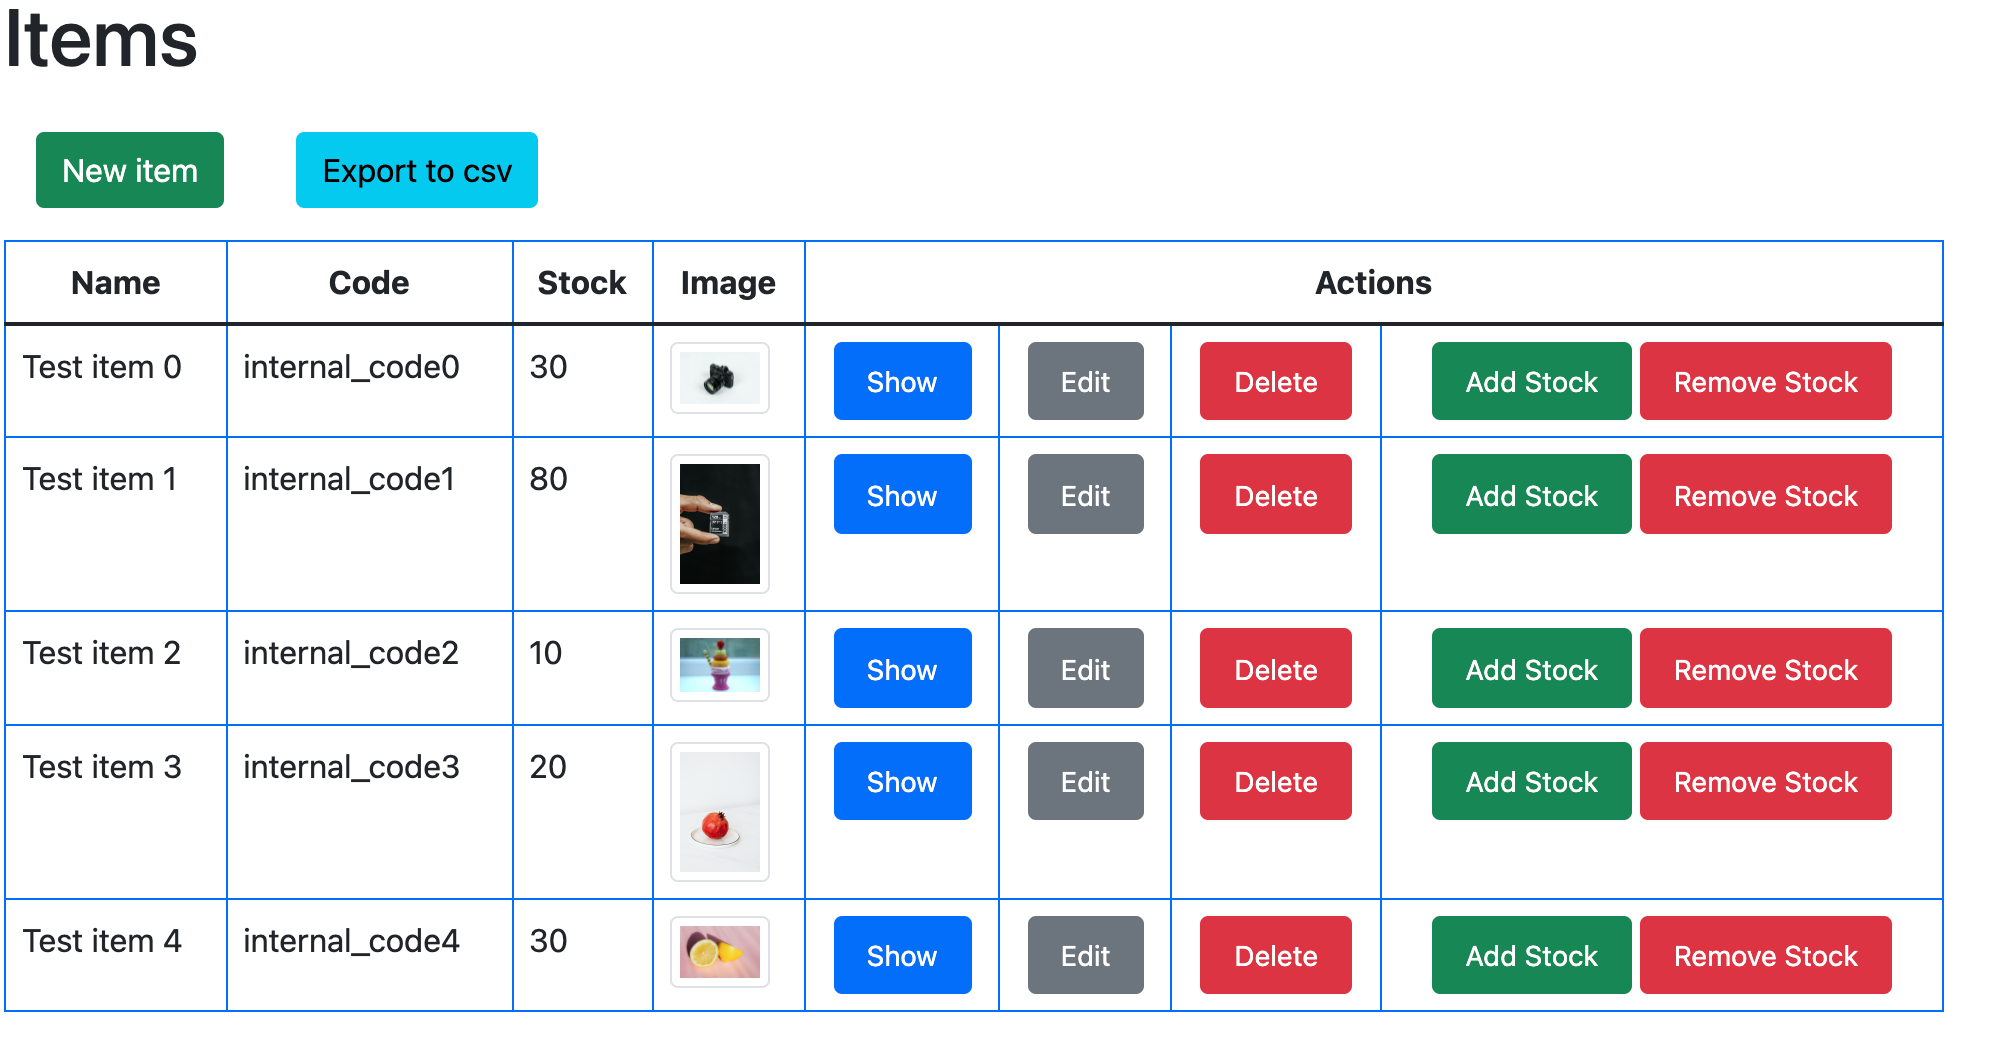 Items
New item Export to csv
Name Code Stock Image Actions
Test item 0 internal_code0 30 Show Edit Delete Add Stock Remove Stock
Test item 1 internal_code1 80 Show Edit Delete Add Stock Remove Stock
Test item 2 internal_code2 10 Show Edit Delete Add Stock Remove Stock
Test item 3 internal_code3 20 Show Edit Delete Add Stock Remove Stock
Test item 4 internal_code4 30 Show Edit Delete Add Stock Remove Stock